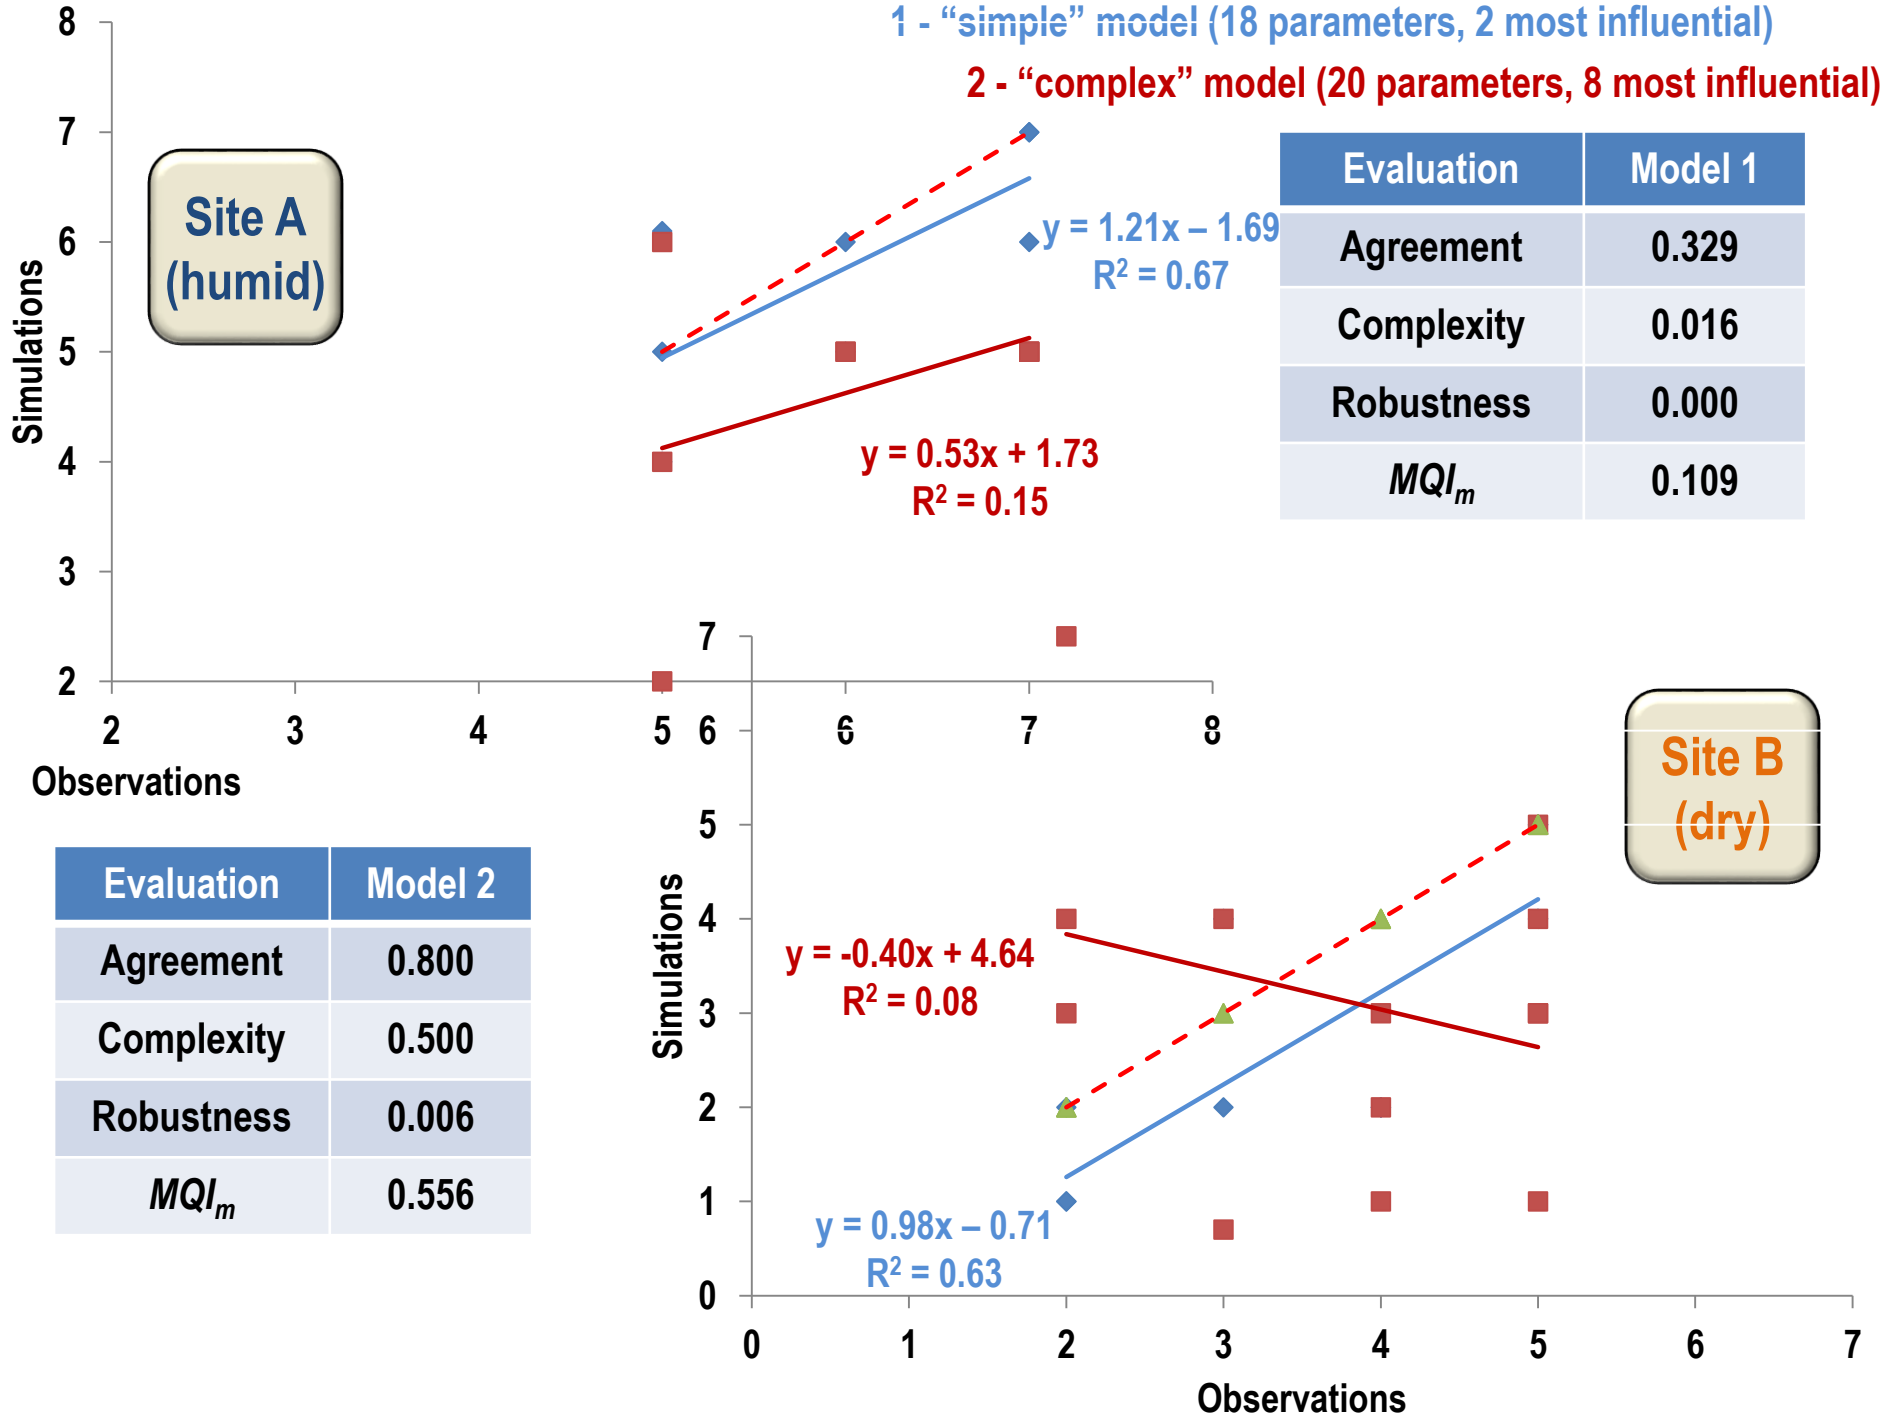 1 - “simple” model (18 parameters, 2 most influential)
2 - “complex” model (20 parameters, 8 most influential)
8
7
6
5
4
3
2
Simulations
Site A
(humid)
y = 1.21x – 1.69
R² = 0.67
y = 0.53x + 1.73
R² = 0.15
Evaluation Model 1
Agreement 0.329
Complexity 0.016
Robustness 0.000
MQIm 0.109
2 3 4 5 6 7 8
Observations
Evaluation Model 2
Agreement 0.800
Complexity 0.500
Robustness 0.006
MQIm 0.556
7
6
5
4
3
2
1
0
Simulations
Site B
(dry)
y = -0.40x + 4.64
R² = 0.08
y = 0.98x – 0.71
R² = 0.63
0 1 2 3 4 5 6 7
Observations